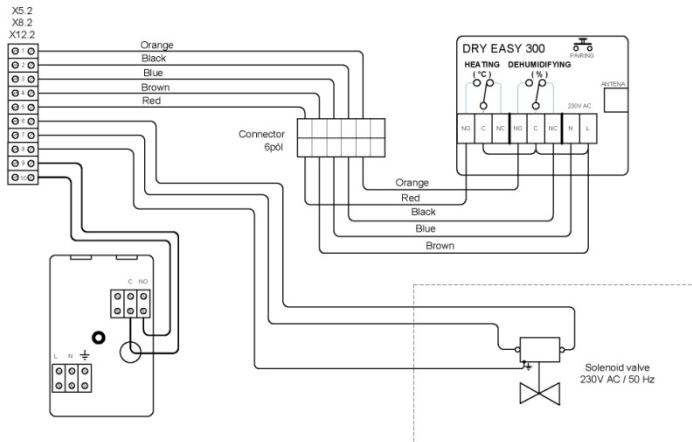 X5.2
X8.2
X12.2
1
2
3
4
5
6
7
8
9
10
Orange
Black
Blue
Brown
Red
Connector
6pól
DRY EASY 300
PAIRING
HEATING
( °C )
DEHUMIDIFYING
( % )
ANTENA
230V AC
NO C NC NO C NC N L
Orange
Red
Black
Blue
Brown
C NO
L N
Solenoid valve
230V AC / 50 Hz